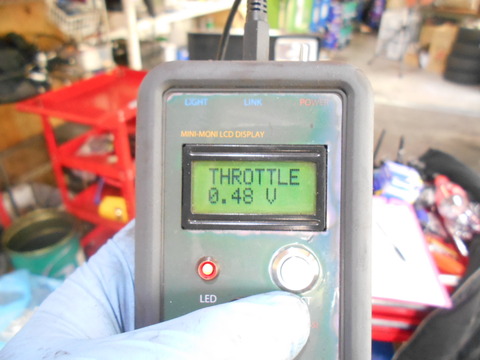 LIGHT LINK POWER
MINI-MONI LCD DISPLAY
THROTTLE
0.48 V
LED